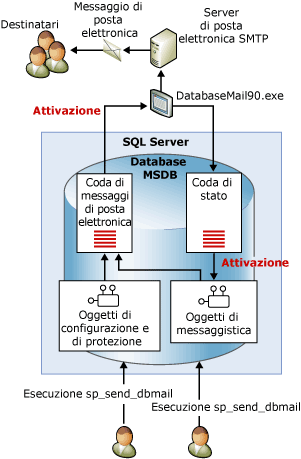 Messaggio di
posta
elettronica
Destinatari
Server
di posta
elettronica SMTP
Attivazione
DatabaseMail90.exe
SQL Server
Database
MSDB
Coda di
messaggi
di posta
elettronica
Coda di
stato
Attivazione
Oggetti di
configurazione e
di protezione
Oggetti di
messaggistica
Esecuzione sp_send_dbmail
Esecuzione sp_send_dbmail